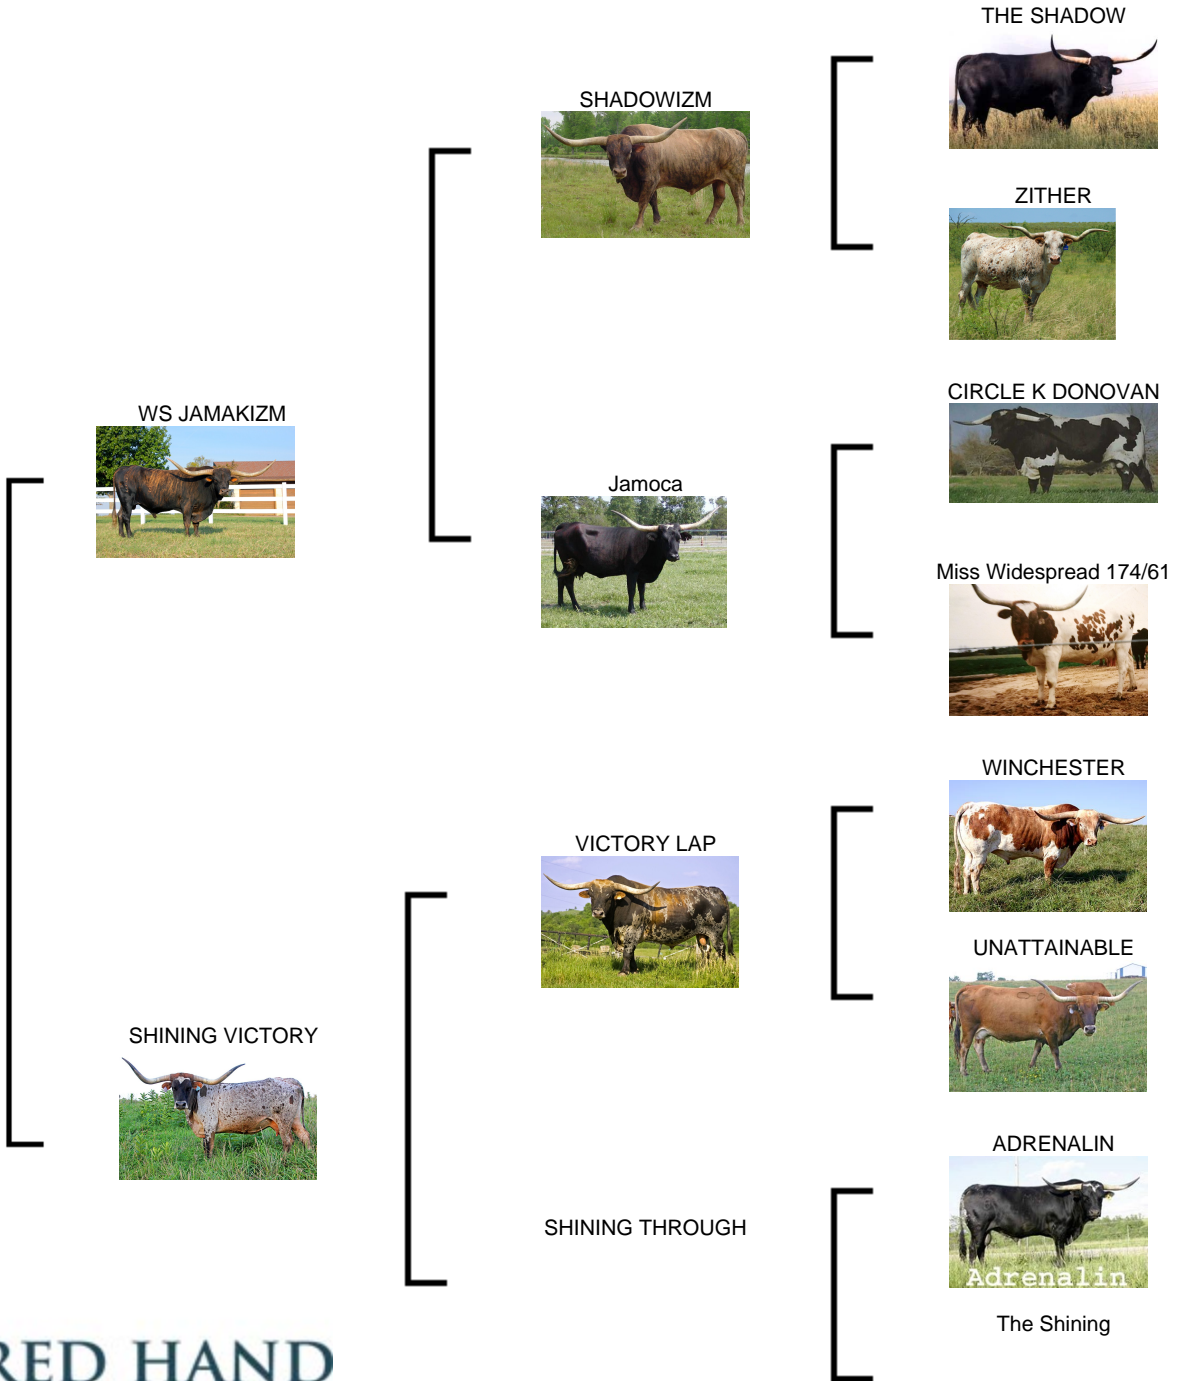 THE SHADOW
SHADOWIZM
ZITHER
CIRCLE K DONOVAN
WS JAMAKIZM
Jamoca
Miss Widespread 174/61
WINCHESTER
VICTORY LAP
UNATTAINABLE
SHINING VICTORY
ADRENALIN
SHINING THROUGH
Adrenalin
The Shining
RED HAND